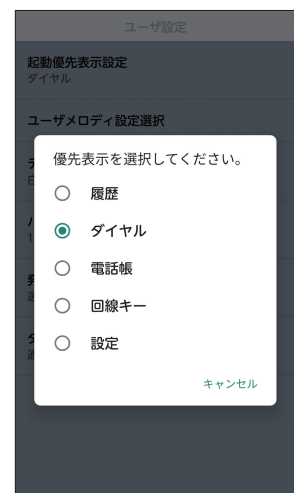 ユーザ設定
起動優先表示設定
ダイヤル
ユーザメロディ設定選択
優先表示を選択してください。
履歴
ダイヤル
電話帳
回線キー
設定
キャンセル